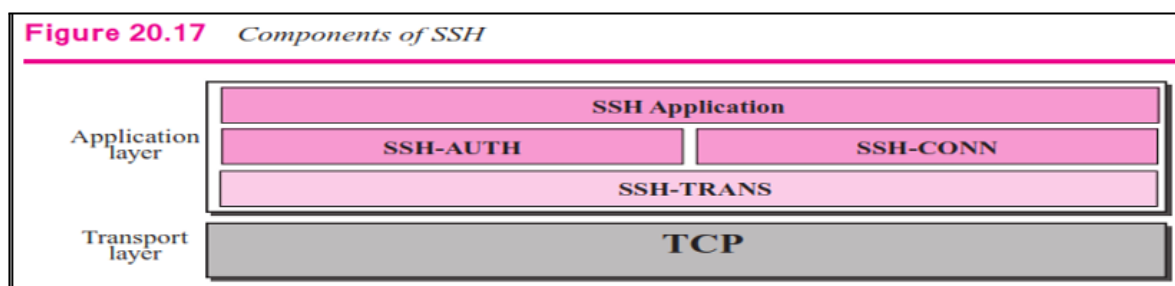 Figure 20.17 Components of SSH
SSH Application
Application
layer
SSH-AUTH SSH-CONN
SSH-TRANS
Transport
layer
TCP